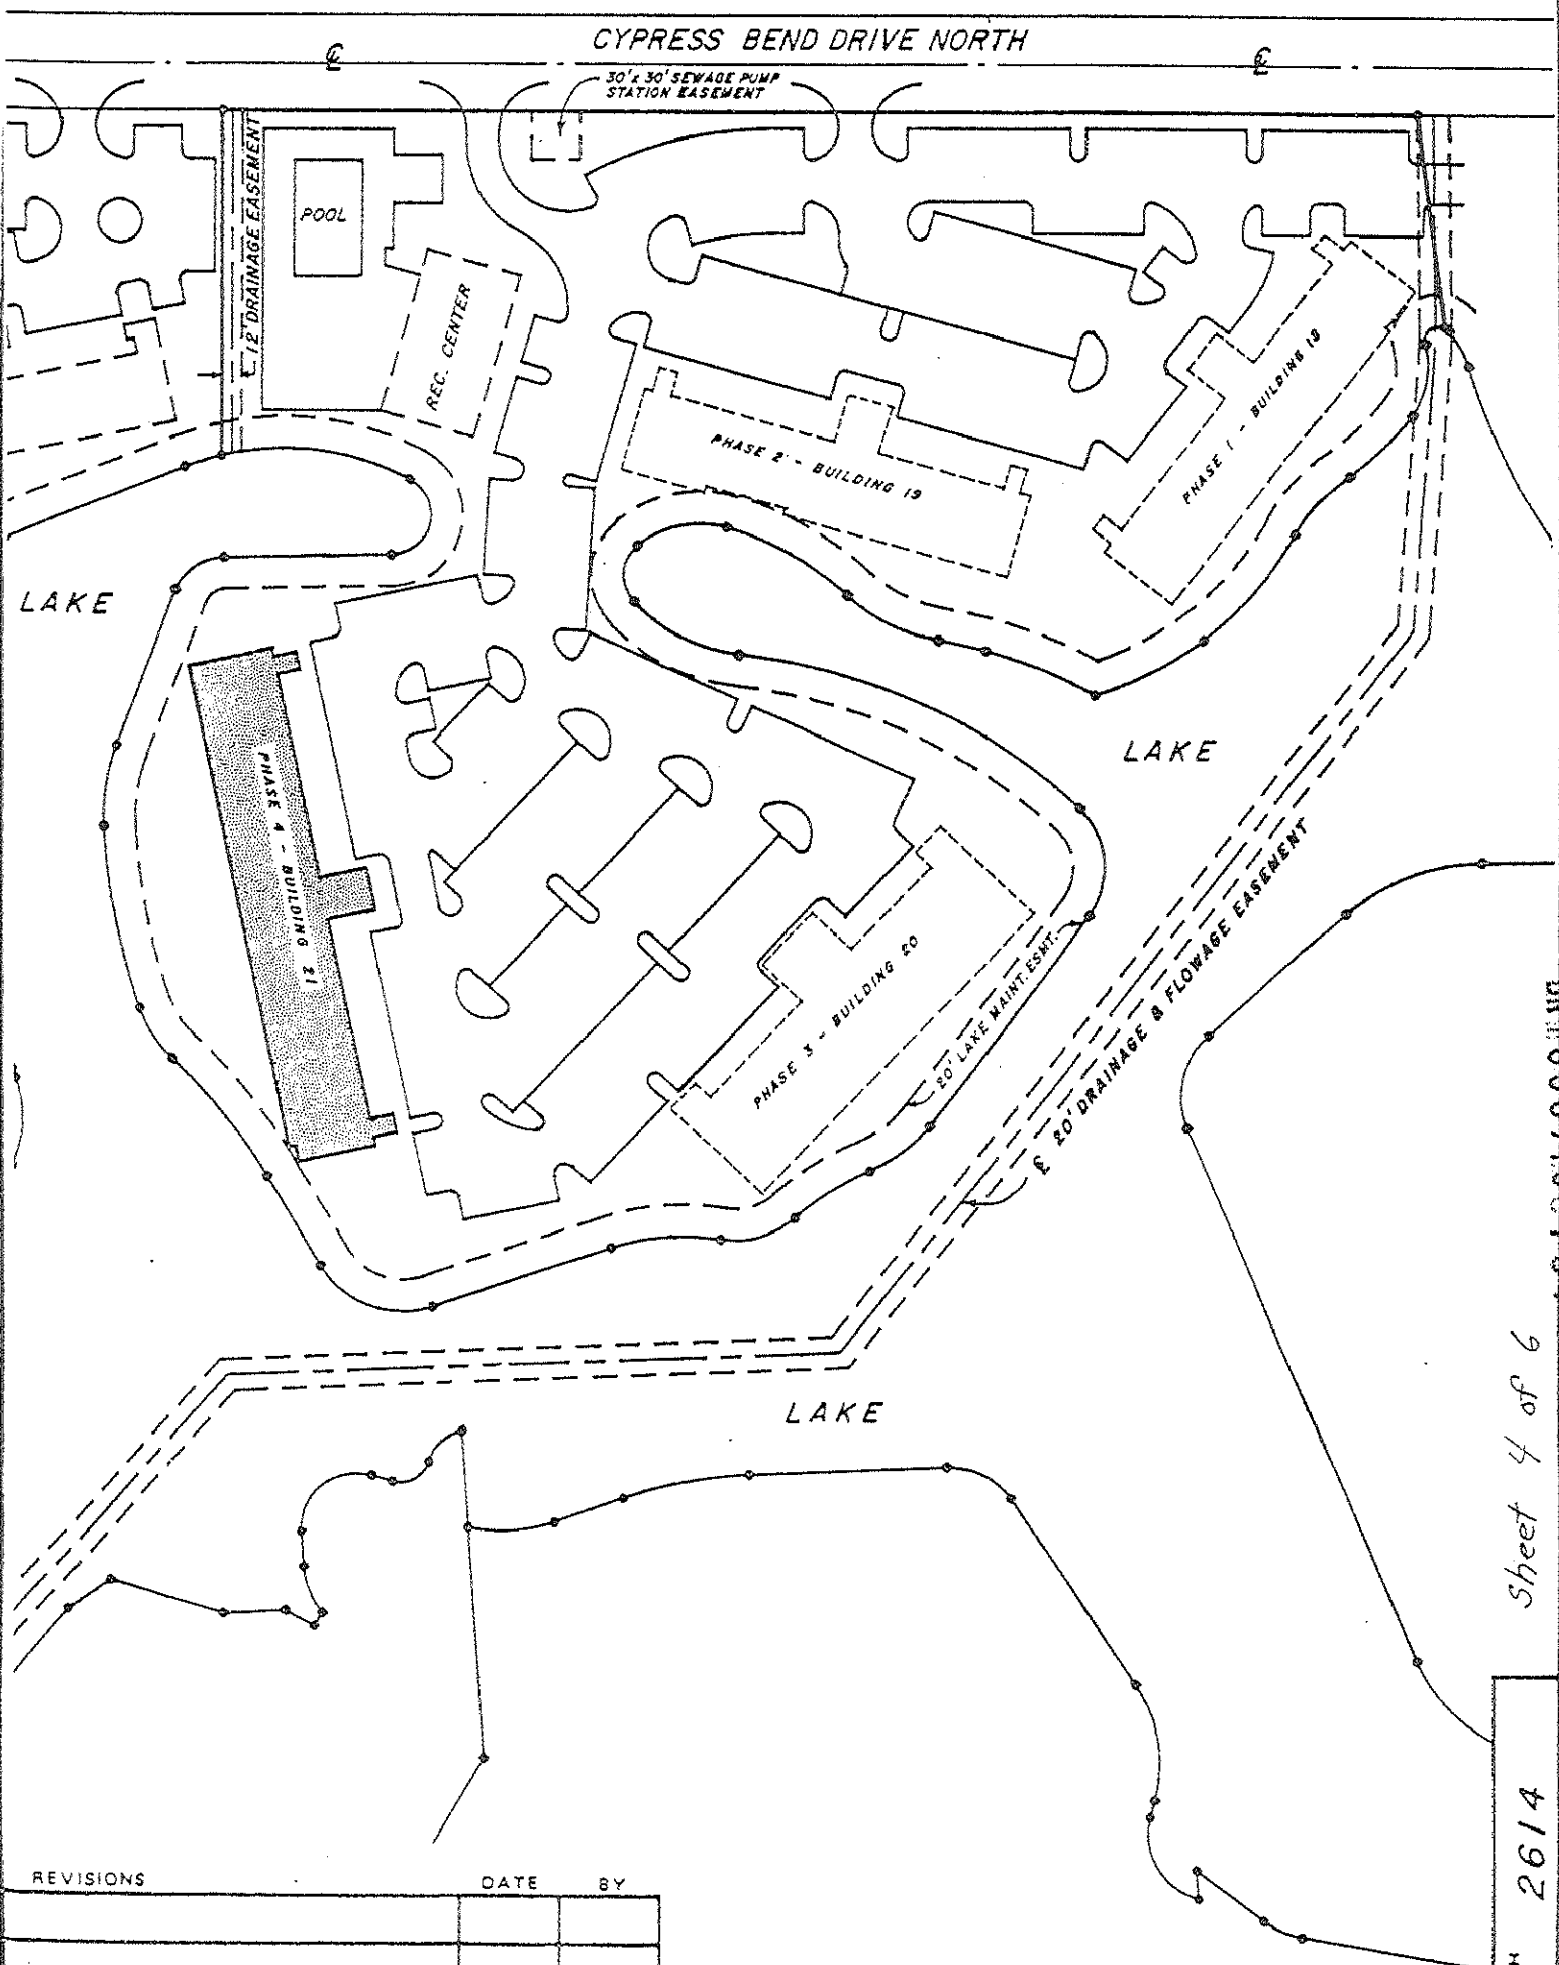 CYPRESS BEND DRIVE NORTH
30'x 30' SEWAGE PUMP
STATION EASEMENT
12' DRAINAGE EASEMENT
POOL
REC. CENTER
PHASE 2 - BUILDING 19
PHASE 1 - BUILDING 18
LAKE
LAKE
PHASE 4 - BUILDING 21
PHASE 3 - BUILDING 20
20' LAKE MAINT. ESMT.
℄ 20' DRAINAGE & FLOWAGE EASEMENT
LAKE
Sheet 4 of 6
2614
REVISIONS DATE BY